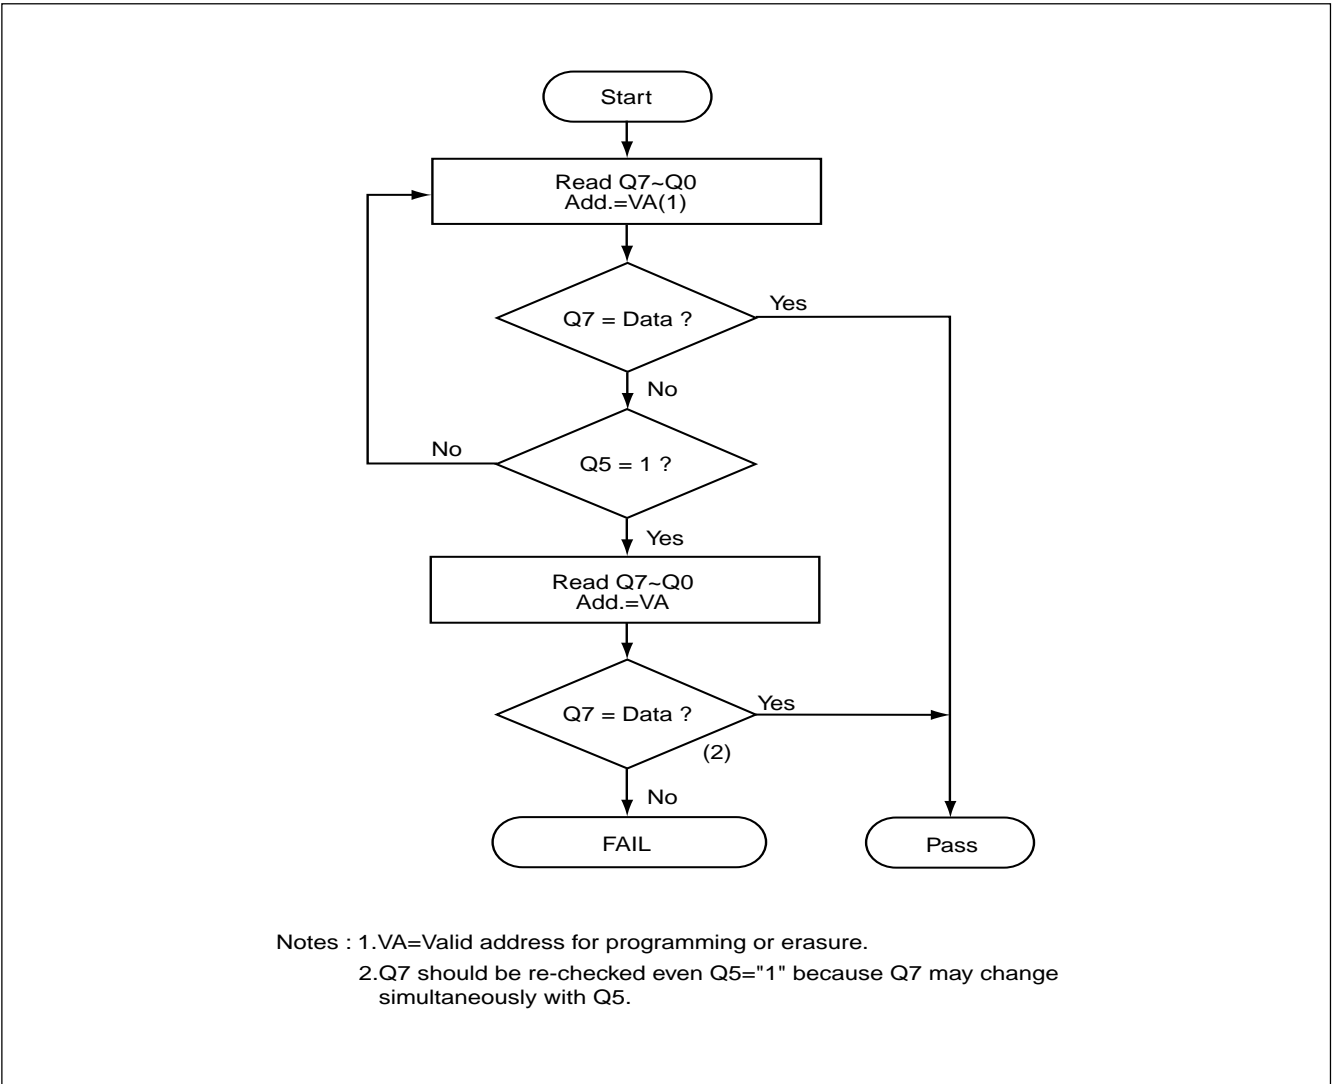 Start
Read Q7~Q0
Add.=VA(1)
Q7 = Data ?
Yes
No
Q5 = 1 ?
No
Yes
Read Q7~Q0
Add.=VA
Q7 = Data ?
Yes
(2)
No
FAIL
Pass
Notes : 1.VA=Valid address for programming or erasure.
2.Q7 should be re-checked even Q5="1" because Q7 may change
simultaneously with Q5.